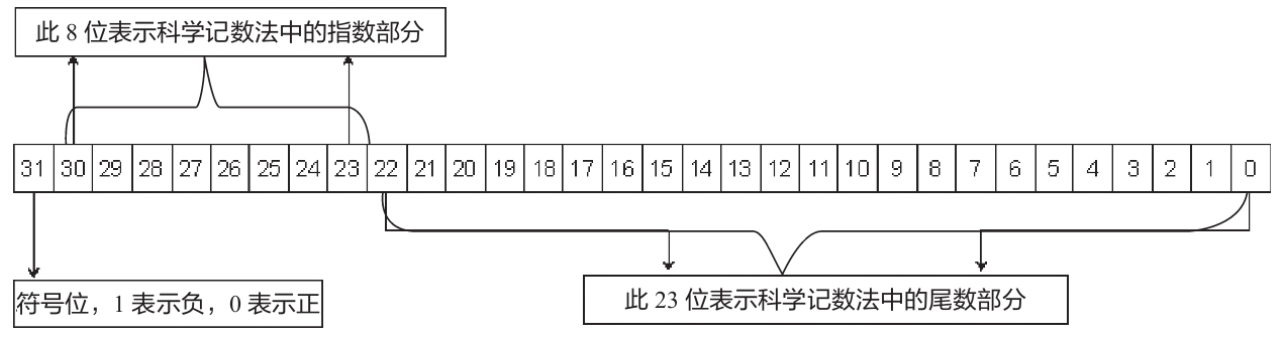 此 8 位表示科学记数法中的指数部分
31 30 29 28 27 26 25 24 23 22 21 20 19 18 17 16 15 14 13 12 11 10 9 8 7 6 5 4 3 2 1 0
符号位，1 表示负，0 表示正
此 23 位表示科学记数法中的尾数部分